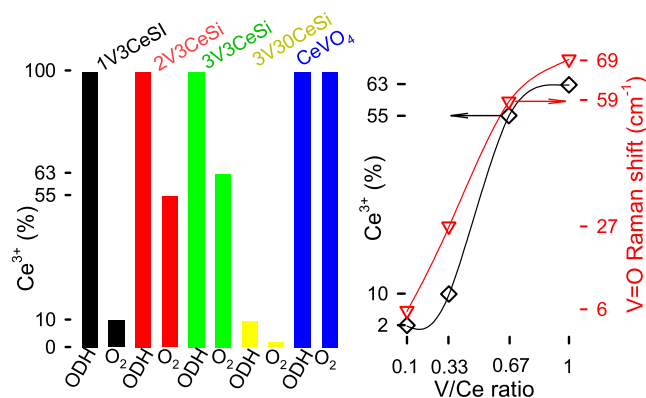 1V3CeSI
2V3CeSi
3V3CeSi
3V30CeSi
CeVO₄
100
63
55
10
0
Ce³⁺ (%)
ODH
O₂
ODH
O₂
ODH
O₂
ODH
O₂
ODH
O₂
63
55
10
2
Ce³⁺ (%)
69
59
27
6
V=O Raman shift (cm⁻¹)
0.1 0.33 0.67 1
V/Ce ratio